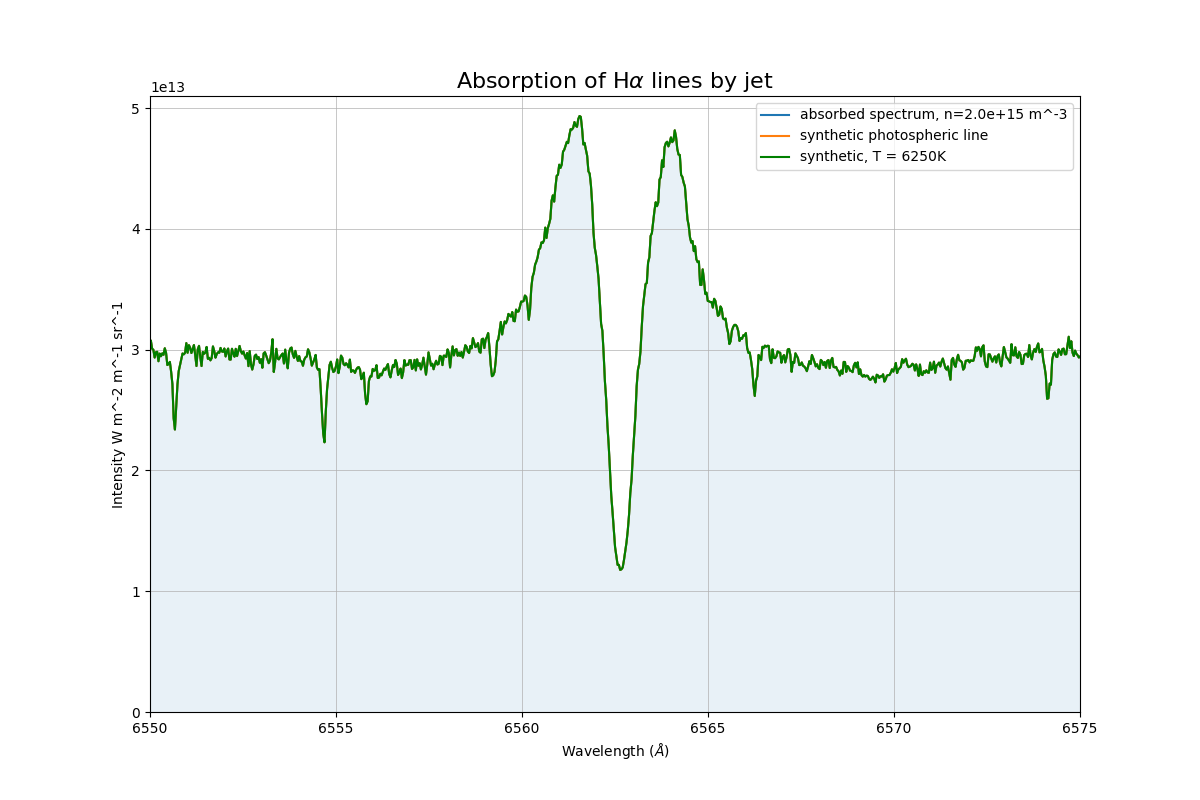 Absorption of Hα lines by jet
1e13
absorbed spectrum, n=2.0e+15 m^-3
synthetic photospheric line
synthetic, T = 6250K
Intensity W m^-2 m^-1 sr^-1
5
4
3
2
1
0
6550 6555 6560 6565 6570 6575
Wavelength (Å)